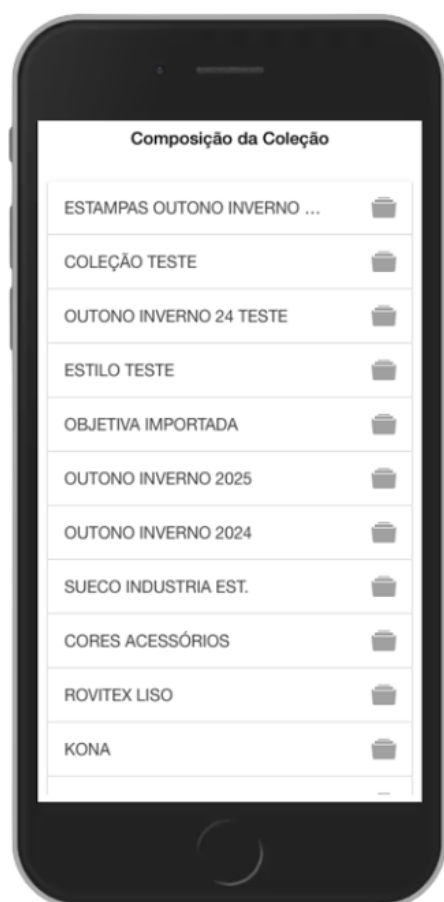 Composição da Coleção
ESTAMPAS OUTONO INVERNO ...
COLEÇÃO TESTE
OUTONO INVERNO 24 TESTE
ESTILO TESTE
OBJETIVA IMPORTADA
OUTONO INVERNO 2025
OUTONO INVERNO 2024
SUECO INDUSTRIA EST.
CORES ACESSÓRIOS
ROVITEX LISO
KONA